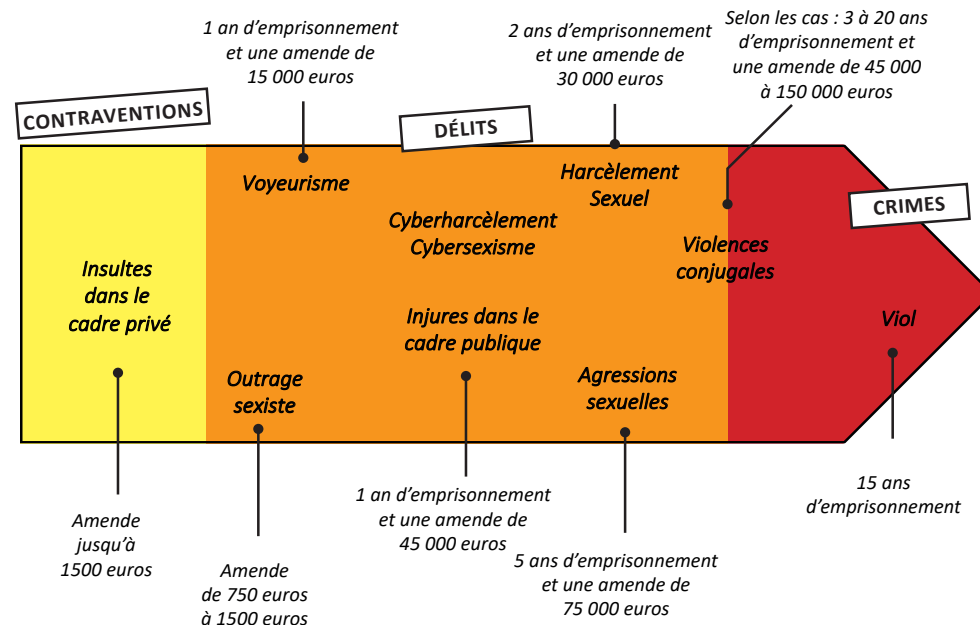 1 an d’emprisonnement
et une amende de
15 000 euros
2 ans d’emprisonnement
et une amende de
30 000 euros
Selon les cas : 3 à 20 ans
d’emprisonnement et
une amende de 45 000
à 150 000 euros
CONTRAVENTIONS
DÉLITS
CRIMES
Voyeurisme
Harcèlement
Sexuel
Cyberharcèlement
Cybersexisme
Violences
conjugales
Insultes
dans le
cadre privé
Injures dans le
cadre publique
Viol
Outrage
sexiste
Agressions
sexuelles
Amende
jusqu’à
1500 euros
Amende
de 750 euros
à 1500 euros
1 an d’emprisonnement
et une amende de
45 000 euros
5 ans d’emprisonnement
et une amende de
75 000 euros
15 ans
d’emprisonnement